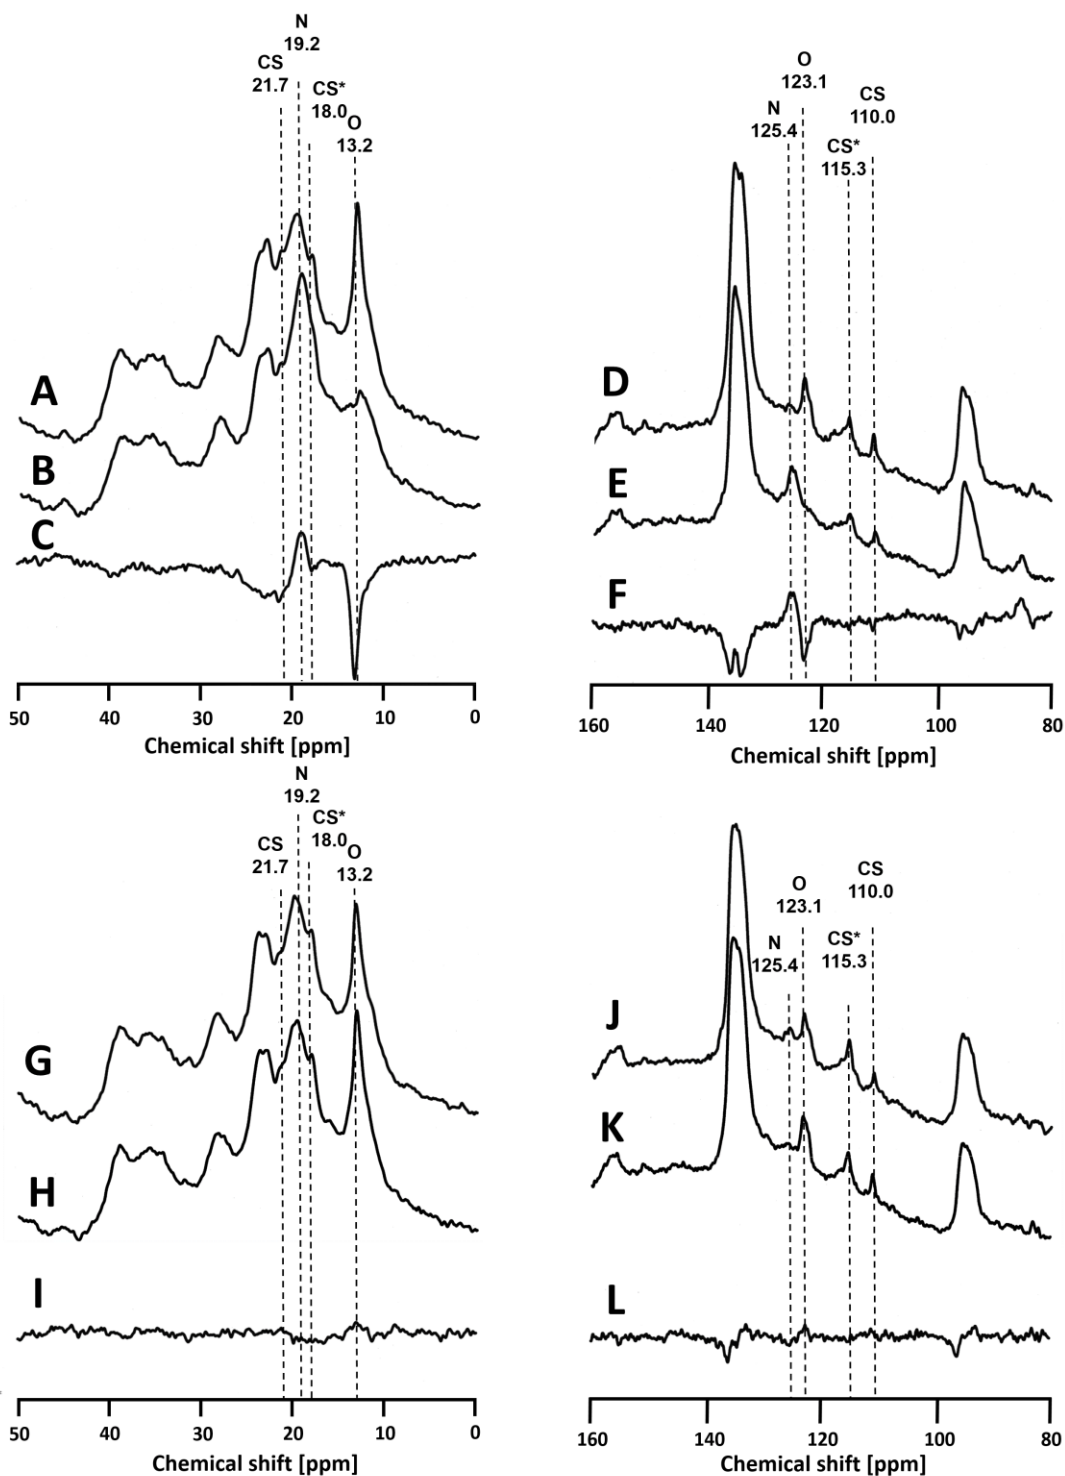 N
19.2
CS
21.7
CS*
18.0
O
13.2
A
B
C
50 40 30 20 10 0
Chemical shift [ppm]
O
123.1
N
125.4
CS
110.0
CS*
115.3
D
E
F
160 140 120 100 80
Chemical shift [ppm]
N
19.2
CS
21.7
CS*
18.0
O
13.2
G
H
I
50 40 30 20 10 0
Chemical shift [ppm]
O
123.1
CS
110.0
N
125.4
CS*
115.3
J
K
L
160 140 120 100 80
Chemical shift [ppm]